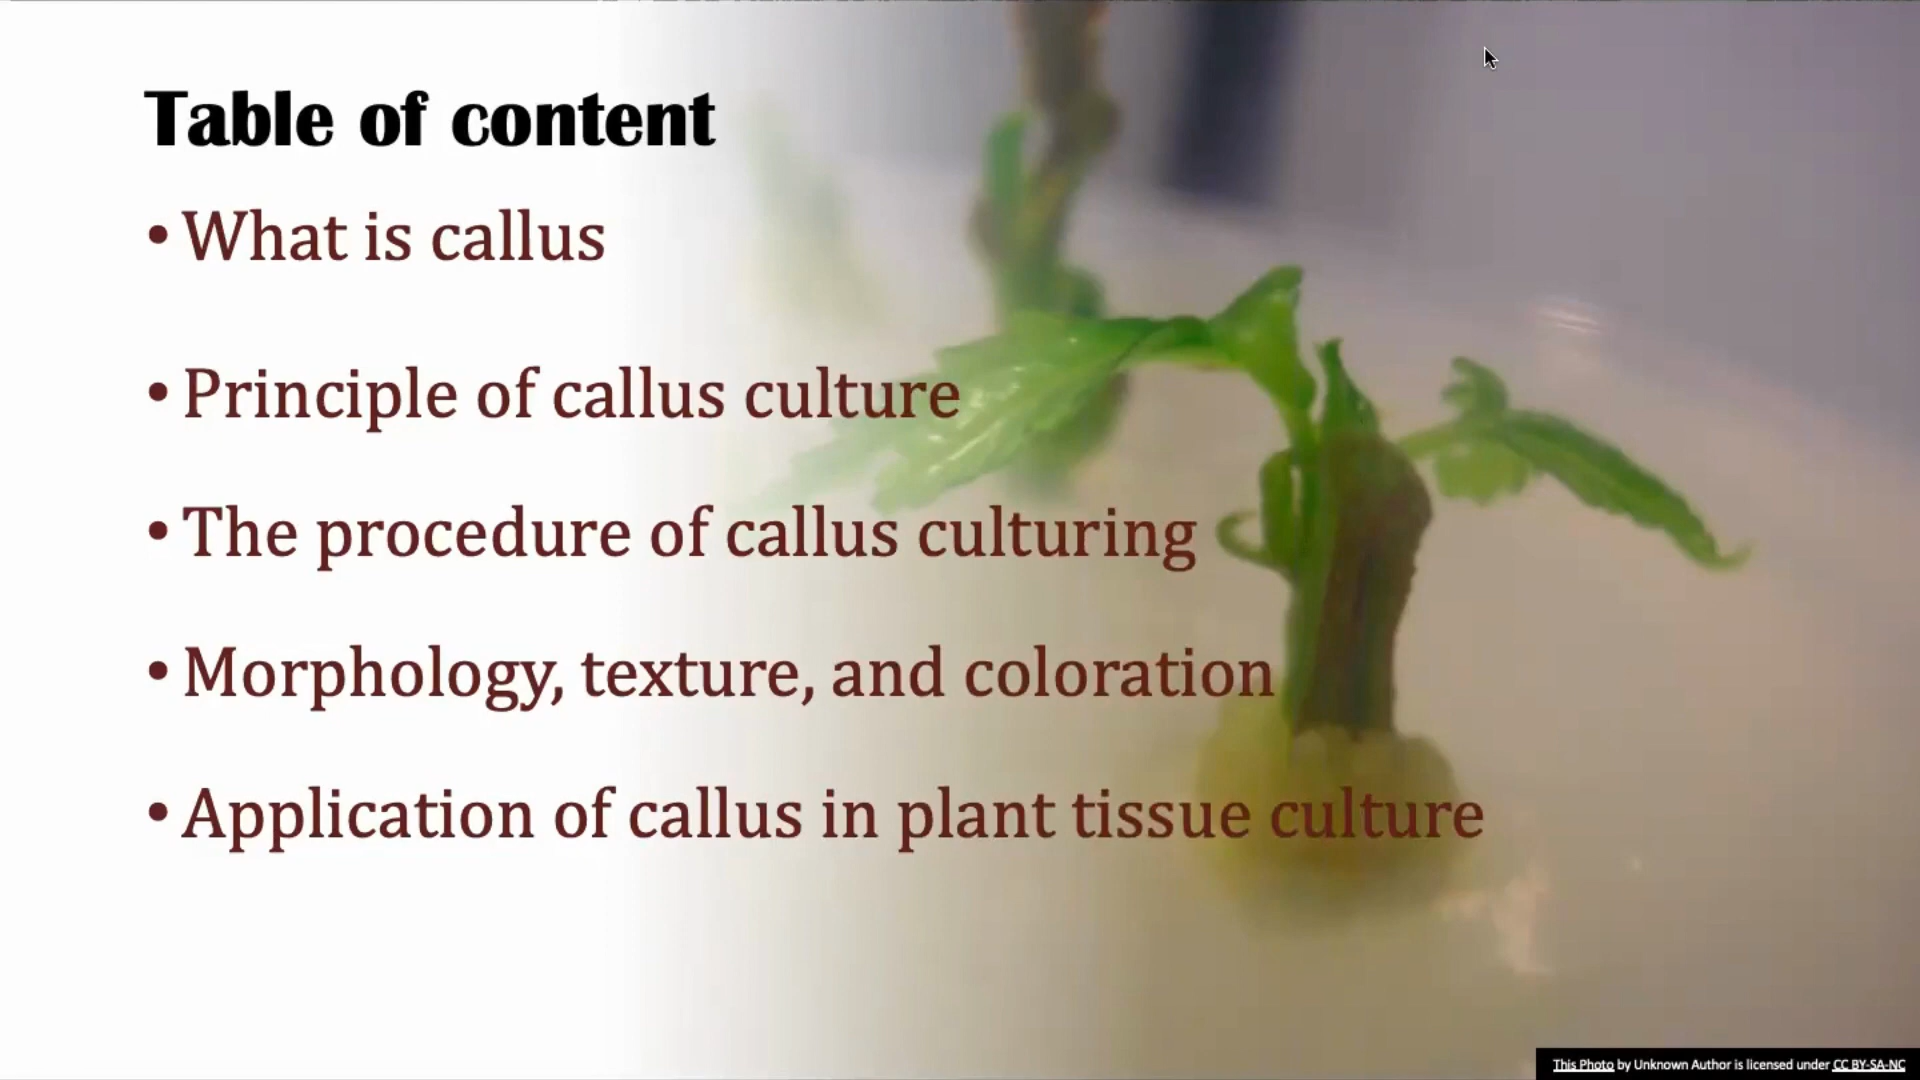 Table of content
• What is callus
• Principle of callus culture
• The procedure of callus culturing
• Morphology, texture, and coloration
• Application of callus in plant tissue culture
This Photo by Unknown Author is licensed under CC BY-SA-NC